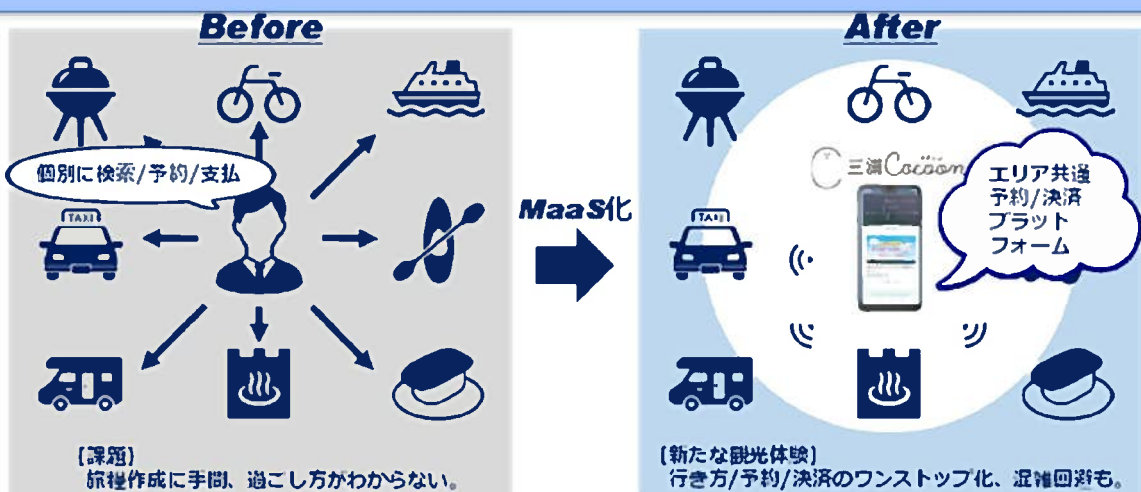 Before
個別に検索/予約/支払
TAXI
【課題】
旅程作成に手間、過ごし方がわからない。
MaaS化
After
三浦Cocoon
エリア共通
予約/決済
プラット
フォーム
TAXI
【新たな観光体験】
行き方/予約/決済のワンストップ化、混雑回避も。